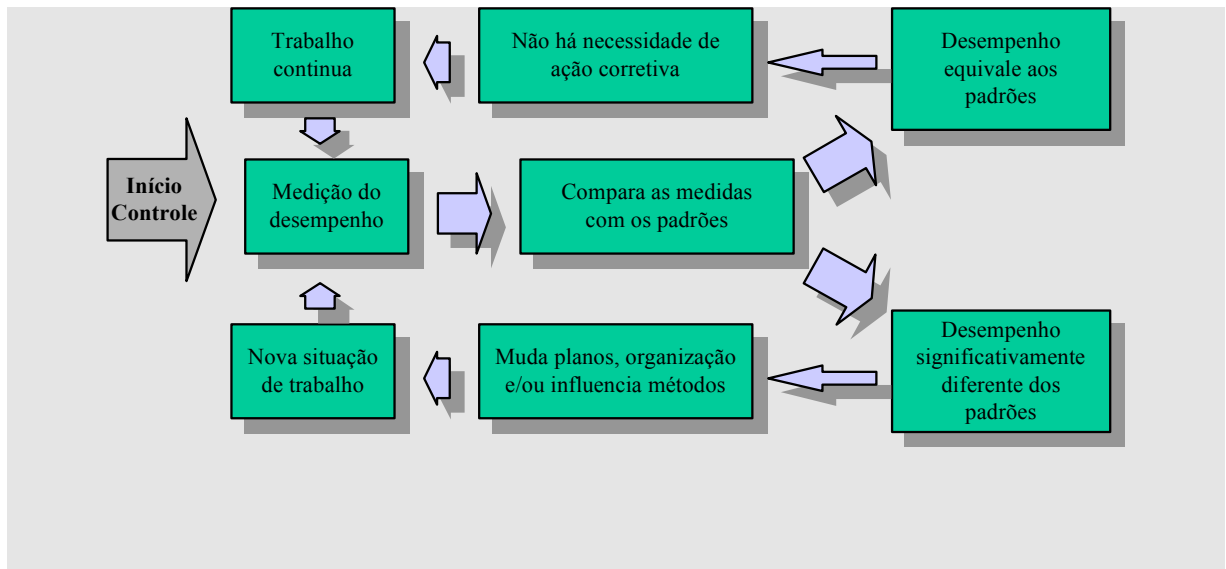 Trabalho
continua
Não há necessidade de
ação corretiva
Desempenho
equivale aos
padrões
Início
Controle
Medição do
desempenho
Compara as medidas
com os padrões
Nova situação
de trabalho
Muda planos, organização
e/ou influencia métodos
Desempenho
significativamente
diferente dos
padrões